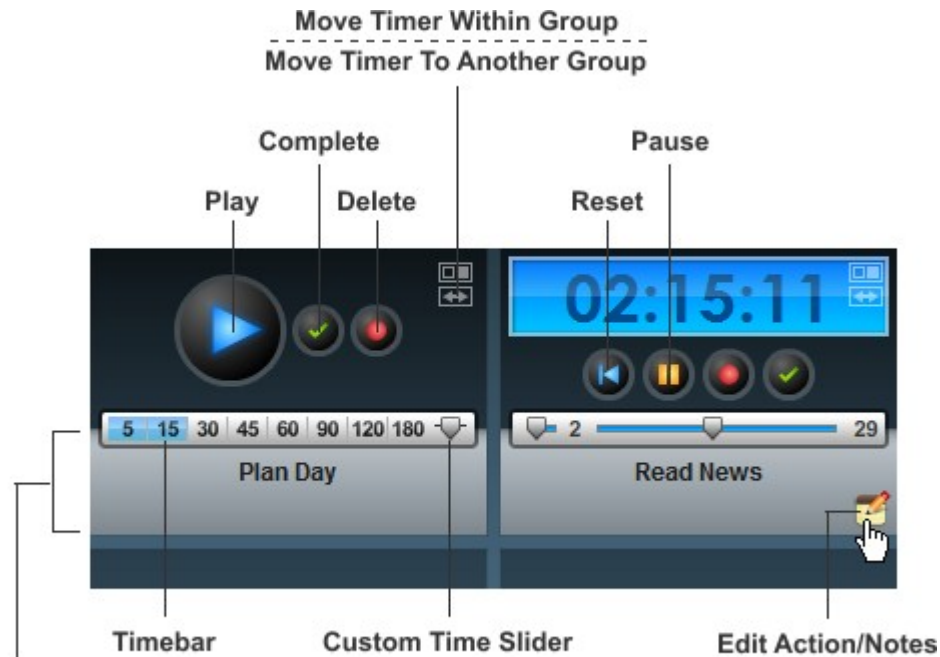 Move Timer Within Group
Move Timer To Another Group
Complete
Pause
Play
Delete
Reset
02:15:11
5 15 30 45 60 90 120 180
2 29
Plan Day
Read News
Timebar
Custom Time Slider
Edit Action/Notes